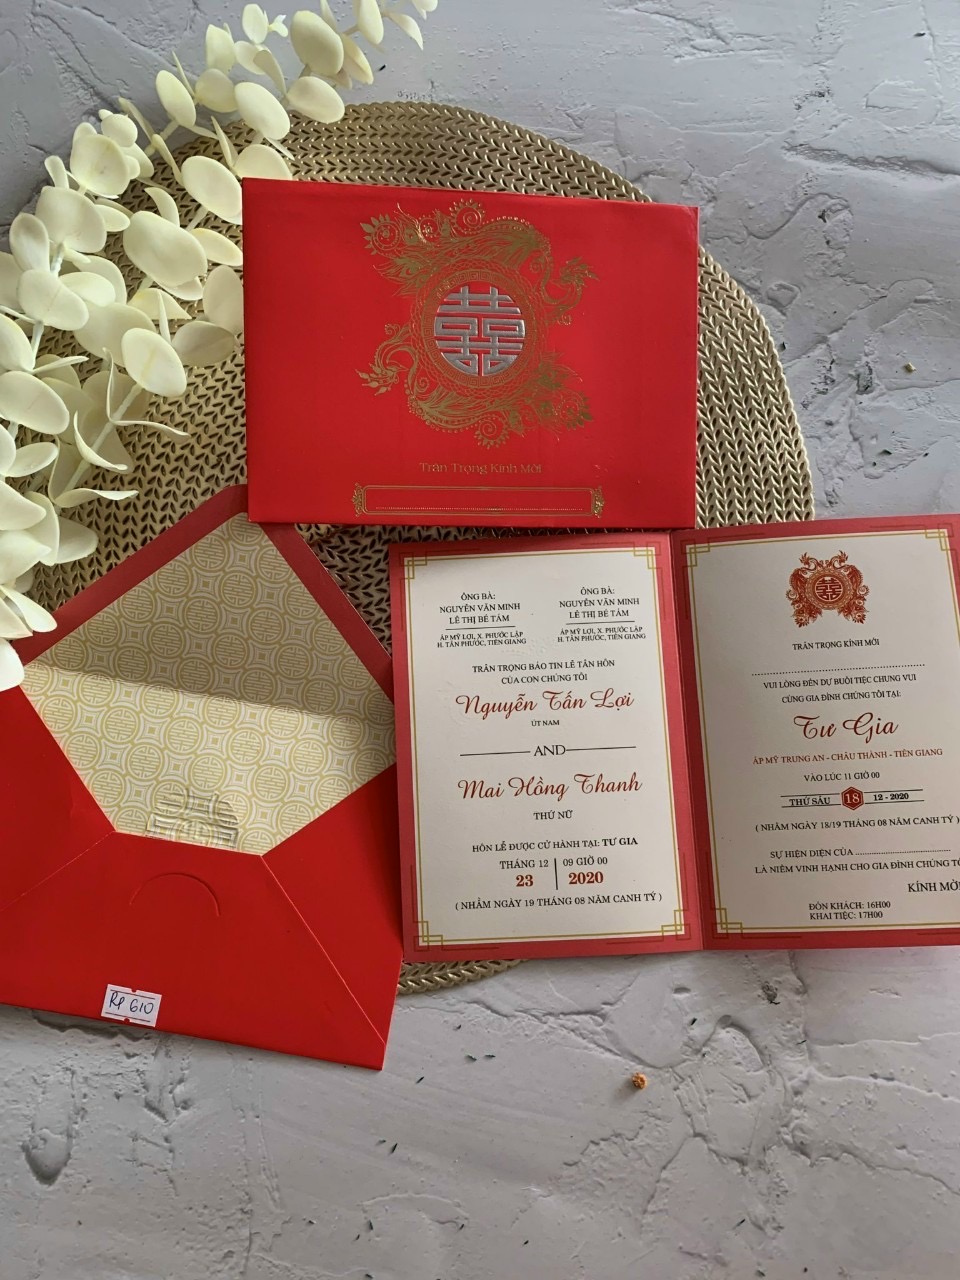 囍
Trân Trọng Kính Mời
ÔNG BÀ:
NGUYỄN VĂN MINH
LÊ THỊ BÉ TÁM
ẤP MỸ LỢI, X. PHƯỚC LẬP
H. TÂN PHƯỚC, TIỀN GIANG
ÔNG BÀ:
NGUYỄN VĂN MINH
LÊ THỊ BÉ TÁM
ẤP MỸ LỢI, X. PHƯỚC LẬP
H. TÂN PHƯỚC, TIỀN GIANG
TRÂN TRỌNG BÁO TIN LỄ TÂN HÔN
CỦA CON CHÚNG TÔI
Nguyễn Tấn Lợi
ÚT NAM
AND
Mai Hồng Thanh
THỨ NỮ
HÔN LỄ ĐƯỢC CỬ HÀNH TẠI: TƯ GIA
THÁNG 12 | 09 GIỜ 00
23 | 2020
( NHẰM NGÀY 19 THÁNG 08 NĂM CANH TÝ )
囍
TRÂN TRỌNG KÍNH MỜI
VUI LÒNG ĐẾN DỰ BUỔI TIỆC CHUNG VUI
CÙNG GIA ĐÌNH CHÚNG TÔI TẠI:
Tư Gia
ẤP MỸ TRUNG AN - CHÂU THÀNH - TIỀN GIANG
VÀO LÚC 11 GIỜ 00
THỨ SÁU 18 12 - 2020
( NHẰM NGÀY 18/19 THÁNG 08 NĂM CANH TÝ )
SỰ HIỆN DIỆN CỦA ..............................
LÀ NIỀM VINH HẠNH CHO GIA ĐÌNH CHÚNG TÔ
KÍNH MỜI
ĐÓN KHÁCH: 16H00
KHAI TIỆC: 17H00
RP 610